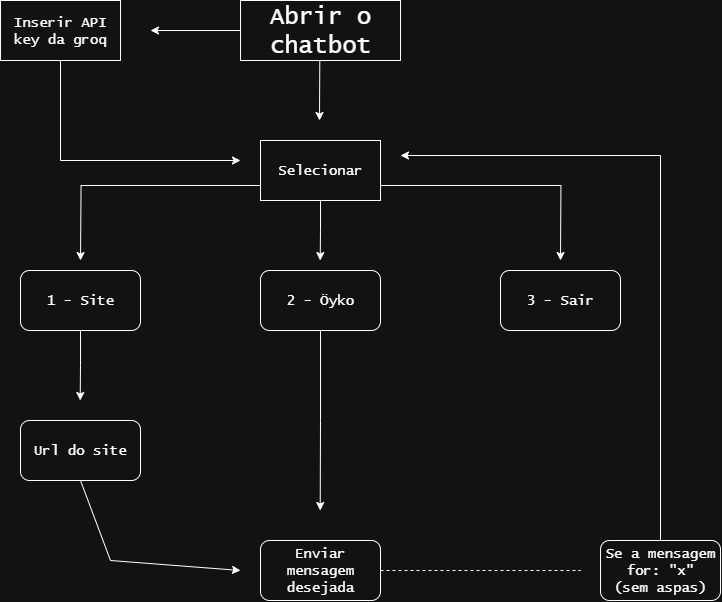 Inserir API
key da groq
Abrir o
chatbot
Selecionar
1 - Site
2 - Öyko
3 - Sair
Url do site
Enviar
mensagem
desejada
Se a mensagem
for: "x"
(sem aspas)